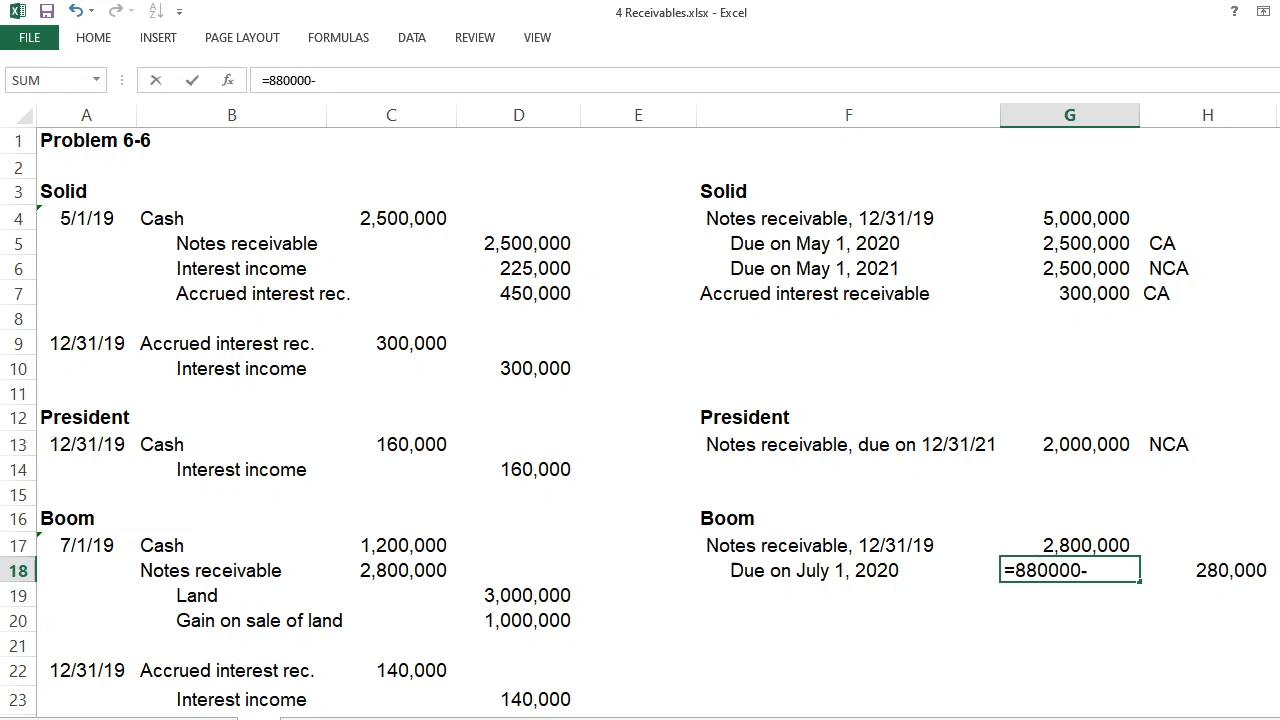 4 Receivables.xlsx - Excel
?
FILE HOME INSERT PAGE LAYOUT FORMULAS DATA REVIEW VIEW
SUM fx =880000-
A B C D E F G H
1 Problem 6-6
2
3 Solid Solid
4 5/1/19 Cash 2,500,000 Notes receivable, 12/31/19 5,000,000
5 Notes receivable 2,500,000 Due on May 1, 2020 2,500,000 CA
6 Interest income 225,000 Due on May 1, 2021 2,500,000 NCA
7 Accrued interest rec. 450,000 Accrued interest receivable 300,000 CA
8
9 12/31/19 Accrued interest rec. 300,000
10 Interest income 300,000
11
12 President President
13 12/31/19 Cash 160,000 Notes receivable, due on 12/31/21 2,000,000 NCA
14 Interest income 160,000
15
16 Boom Boom
17 7/1/19 Cash 1,200,000 Notes receivable, 12/31/19 2,800,000
18 Notes receivable 2,800,000 Due on July 1, 2020 =880000- 280,000
19 Land 3,000,000
20 Gain on sale of land 1,000,000
21
22 12/31/19 Accrued interest rec. 140,000
23 Interest income 140,000